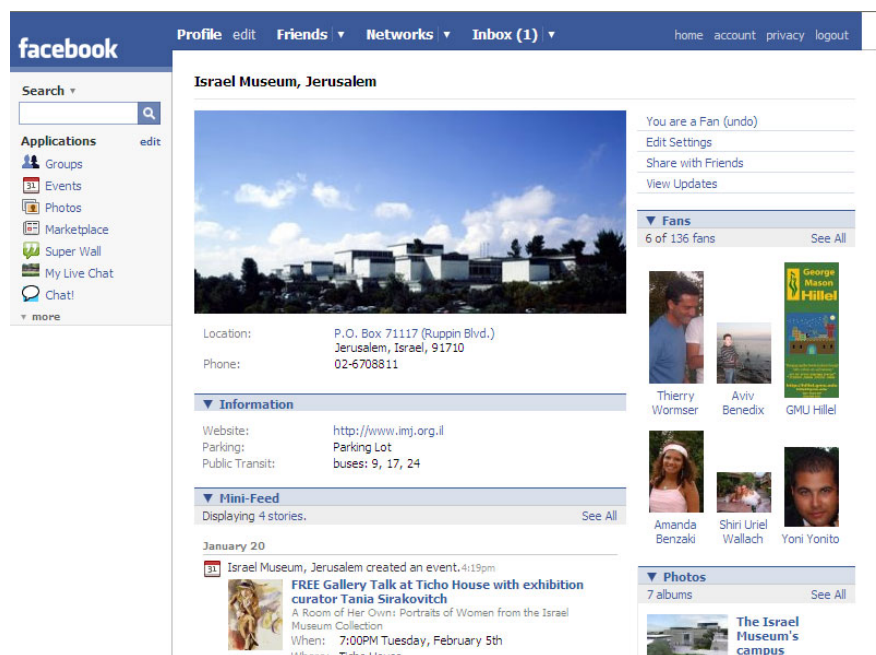 facebook
Profile edit Friends ▼ Networks ▼ Inbox (1) ▼
home account privacy logout
Search ▼
Applications edit
Groups
31 Events
Photos
Marketplace
Super Wall
My Live Chat
Chat!
▼ more
Israel Museum, Jerusalem
Location: P.O. Box 71117 (Ruppin Blvd.)
Jerusalem, Israel, 91710
Phone: 02-6708811
▼ Information
Website: http://www.imj.org.il
Parking: Parking Lot
Public Transit: buses: 9, 17, 24
▼ Mini-Feed
Displaying 4 stories. See All
January 20
31 Israel Museum, Jerusalem created an event. 4:19pm
FREE Gallery Talk at Ticho House with exhibition
curator Tania Sirakovitch
A Room of Her Own: Portraits of Women from the Israel
Museum Collection
When: 7:00PM Tuesday, February 5th
Where: Ticho House
You are a Fan (undo)
Edit Settings
Share with Friends
View Updates
▼ Fans
6 of 136 fans See All
George
Mason
Hillel
Thierry
Wormser
Aviv
Benedix
GMU Hillel
Amanda
Benzaki
Shiri Uriel
Wallach
Yoni Yonito
▼ Photos
7 albums See All
The Israel
Museum's
campus